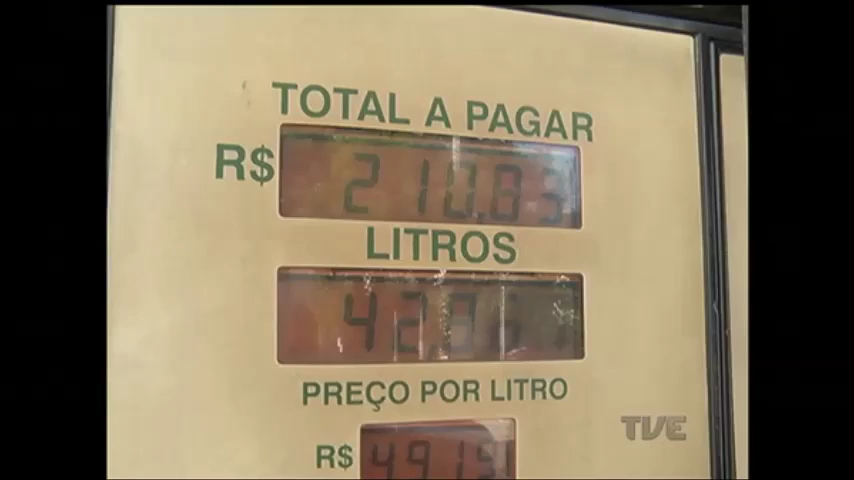 TOTAL A PAGAR
R$ 210.83
LITROS
PREÇO POR LITRO
R$
TVE